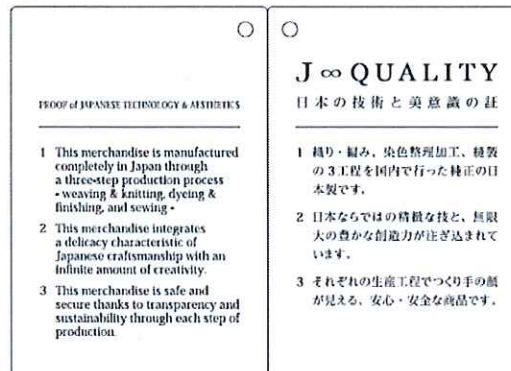 PROOF of JAPANESE TECHNOLOGY & AESTHETICS
1 This merchandise is manufactured
completely in Japan through
a three-step production process
- weaving & knitting, dyeing &
finishing, and sewing -
2 This merchandise integrates
a delicacy characteristic of
Japanese craftsmanship with an
infinite amount of creativity.
3 This merchandise is safe and
secure thanks to transparency and
sustainability through each step of
production.
J∞QUALITY
日本の技術と美意識の証
1 織り・編み、染色整理加工、縫製
の3工程を国内で行った純正の日
本製です。
2 日本ならではの精緻な技と、無限
大の豊かな創造力が注ぎ込まれて
います。
3 それぞれの生産工程でつくり手の顔
が見える、安心・安全な商品です。